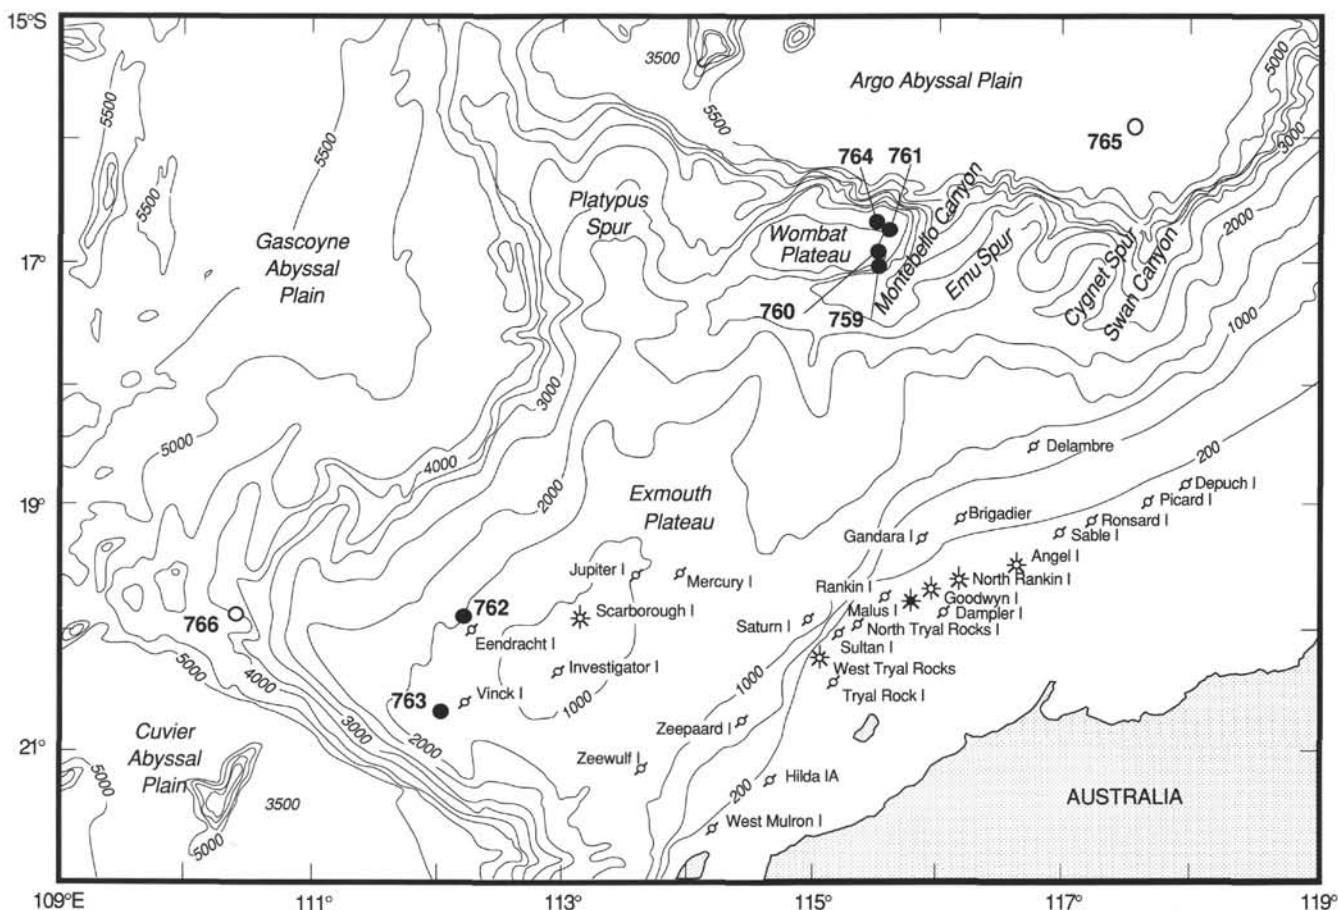 15°S
3500
Argo Abyssal Plain
5000
5500
5500
5500
765
3000
764 761
5500
Platypus
Spur
Montebello Canyon
2000
Gascoyne
Abyssal
Plain
Wombat
Plateau
17°
Emu Spur
Cygnet Spur
Swan Canyon
760
759
1000
3000
5000
4000
Delambre
200
2000
19°
Exmouth
Plateau
Depuch I
Picard I
Brigadier
Ronsard I
Gandara I
Sable I
Angel I
Jupiter I
Mercury I
Rankin I
North Rankin I
Goodwyn I
762
Scarborough I
Malus I
Dampler I
766
Saturn I
North Tryal Rocks I
Eendracht I
Sultan I
5000
Investigator I
West Tryal Rocks
4000
1000
763
Vinck I
Tryal Rock I
1000
3000
Zeepaard I
Cuvier
Abyssal
Plain
2000
21°
Zeewulf I
5000
Hilda IA
200
3500
AUSTRALIA
West Mulron I
5000
109°E
111°
112°
113°
115°
116°
117°
119°